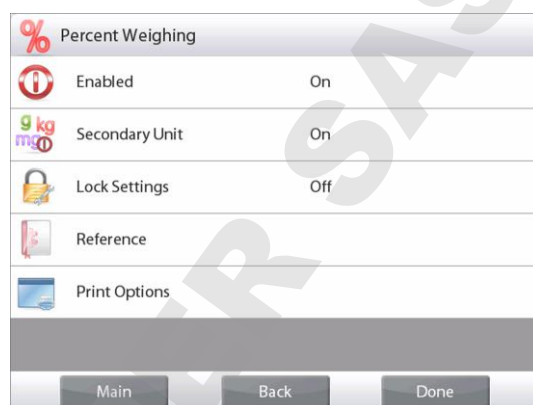 Percent Weighing
Enabled On
Secondary Unit On
Lock Settings Off
Reference
Print Options
Main Back Done